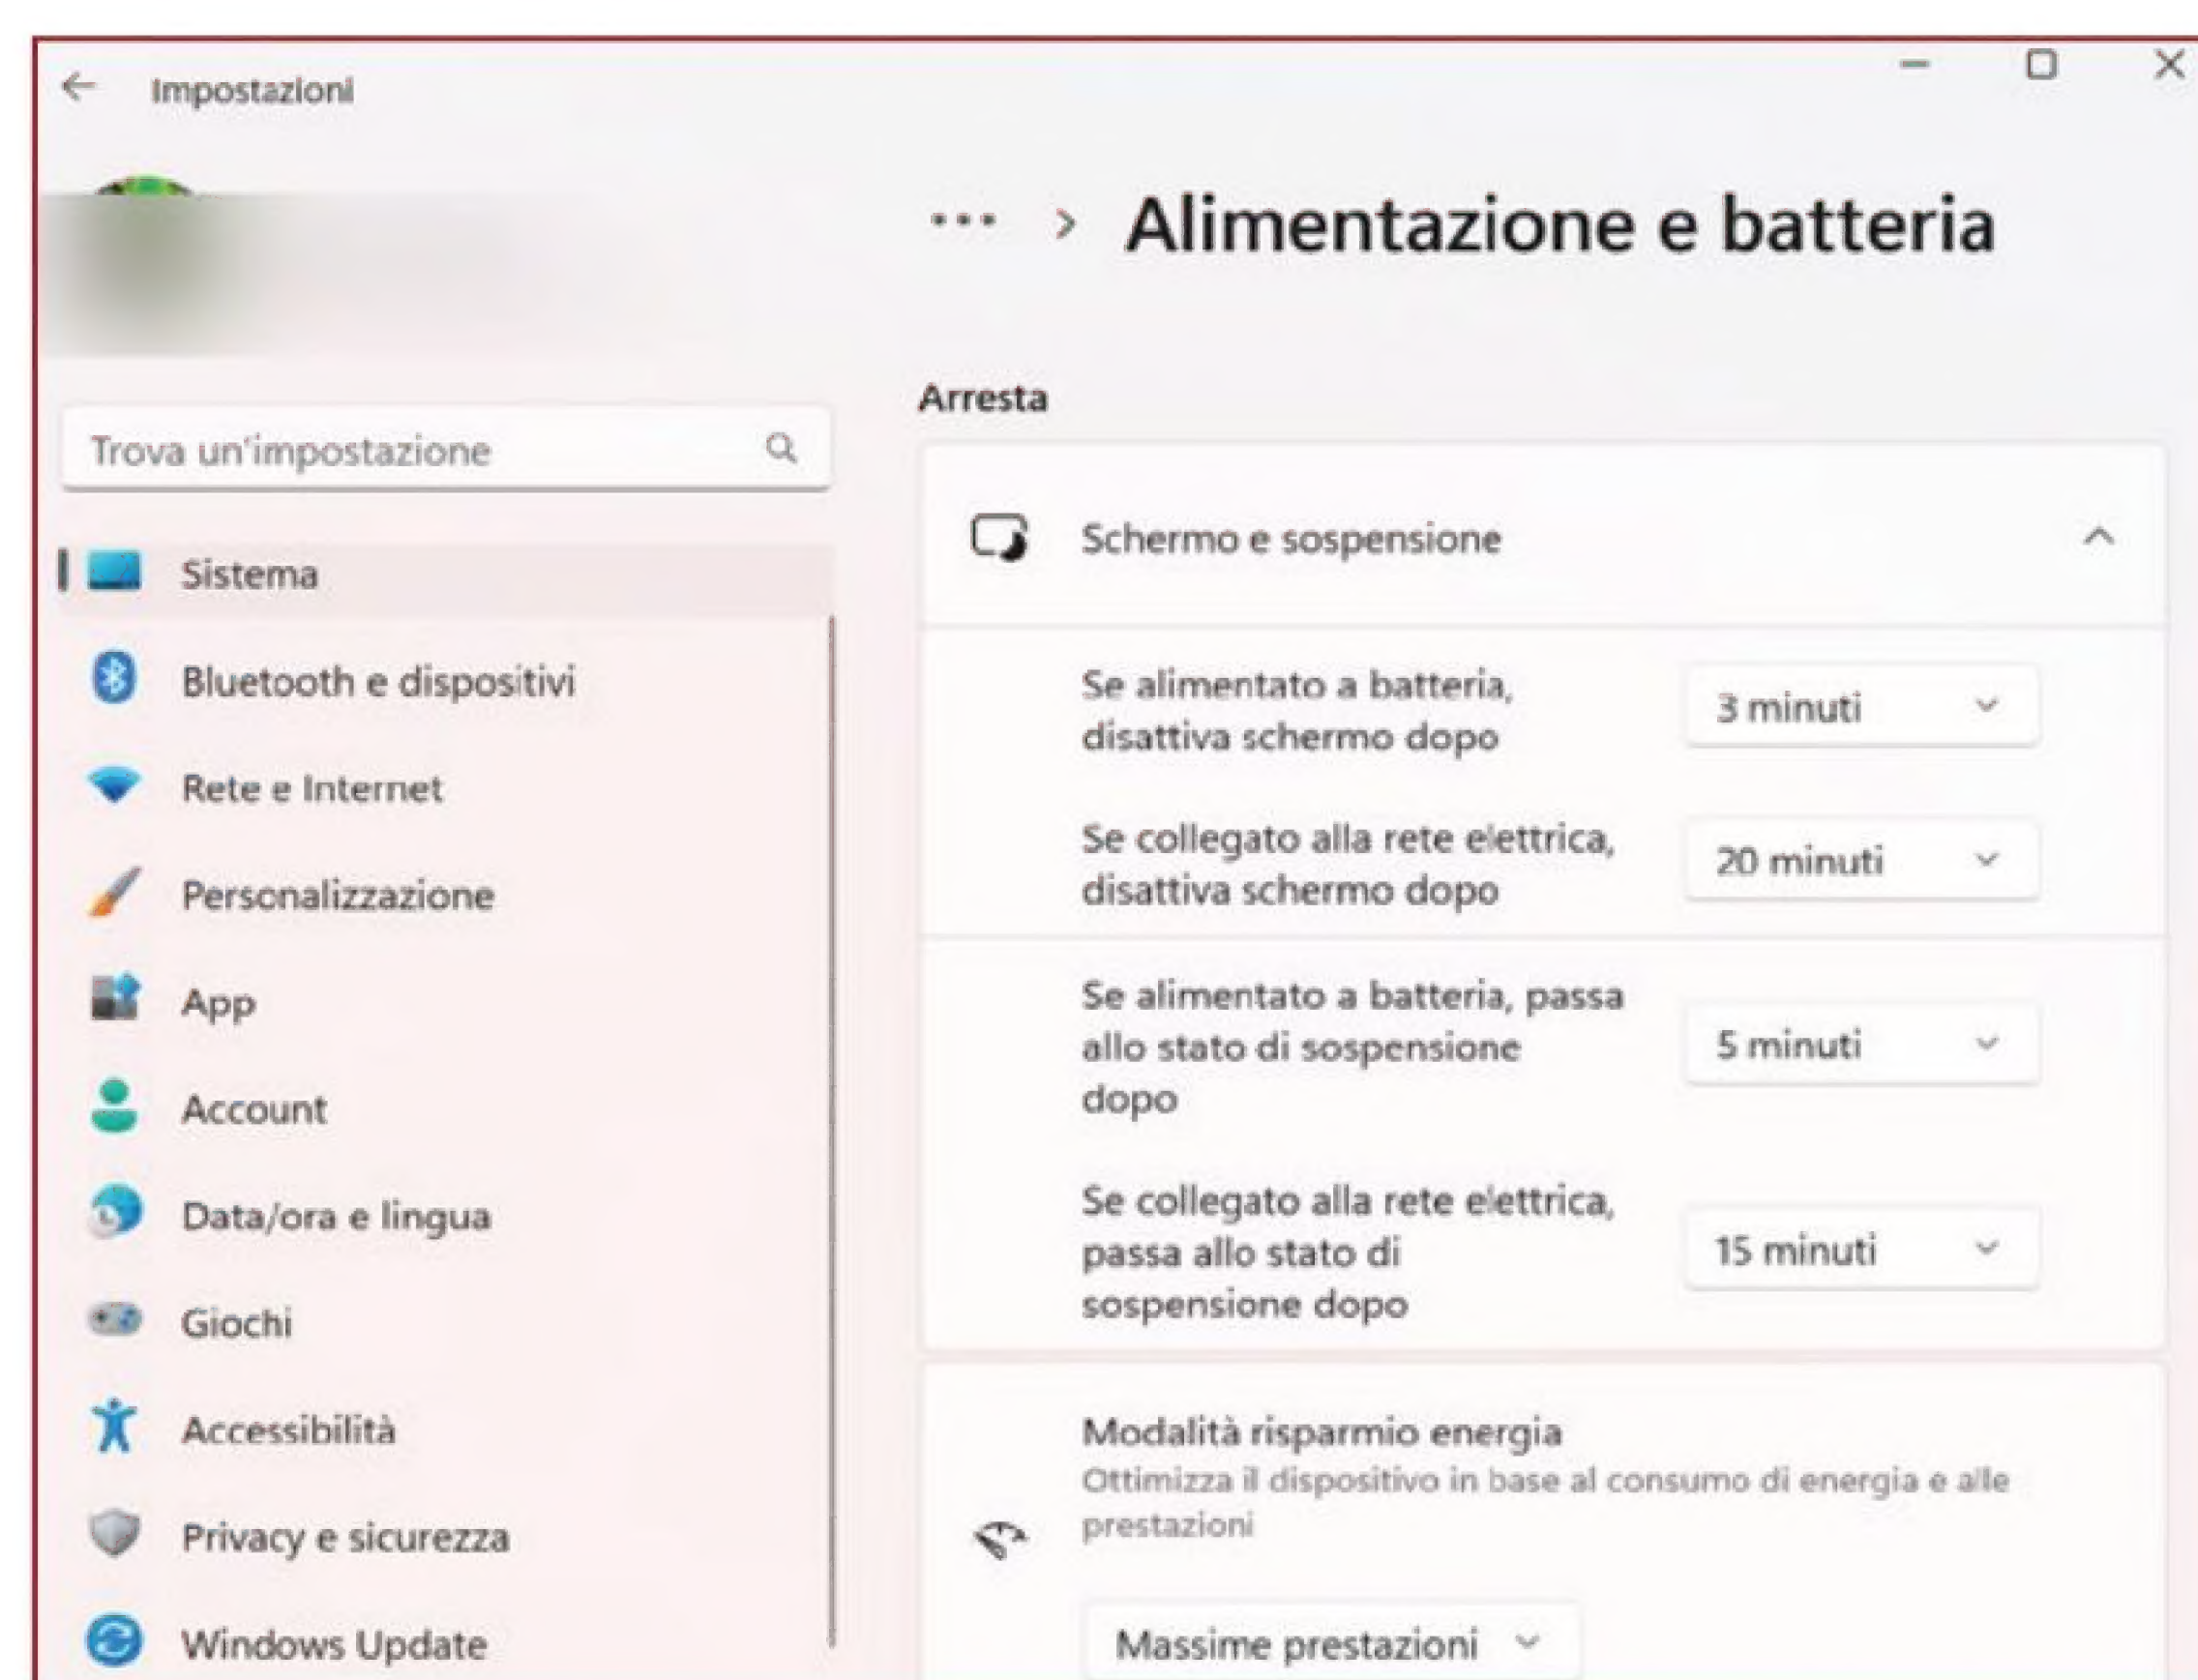 Impostazioni
Trova un'impostazione
Sistema
Bluetooth e dispositivi
Rete e Internet
Personalizzazione
App
Account
Data/ora e lingua
Giochi
Accessibilità
Privacy e sicurezza
Windows Update
··· > Alimentazione e batteria
Arresta
Schermo e sospensione
Se alimentato a batteria,
disattiva schermo dopo
3 minuti
Se collegato alla rete elettrica,
disattiva schermo dopo
20 minuti
Se alimentato a batteria, passa
allo stato di sospensione
dopo
5 minuti
Se collegato alla rete elettrica,
passa allo stato di
sospensione dopo
15 minuti
Modalità risparmio energia
Ottimizza il dispositivo in base al consumo di energia e alle
prestazioni
Massime prestazioni